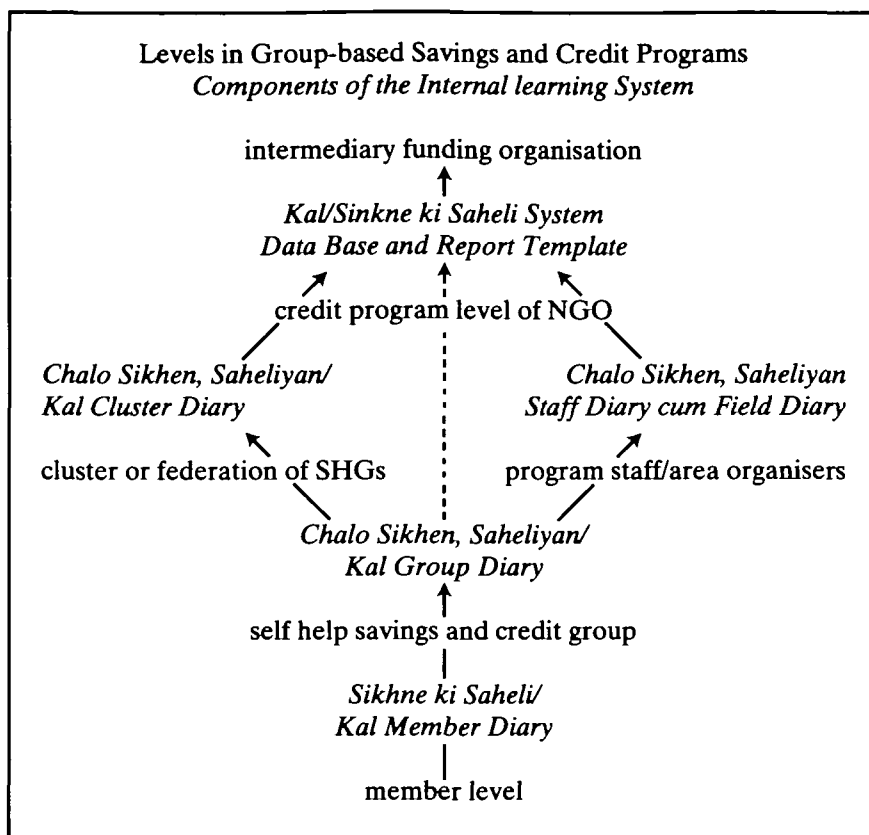 Levels in Group-based Savings and Credit Programs
Components of the Internal learning System
intermediary funding organisation
Kal/Sinkne ki Saheli System
Data Base and Report Template
credit program level of NGO
Chalo Sikhen, Saheliyan/
Kal Cluster Diary
Chalo Sikhen, Saheliyan
Staff Diary cum Field Diary
cluster or federation of SHGs
program staff/area organisers
Chalo Sikhen, Saheliyan/
Kal Group Diary
self help savings and credit group
Sikhne ki Saheli/
Kal Member Diary
member level